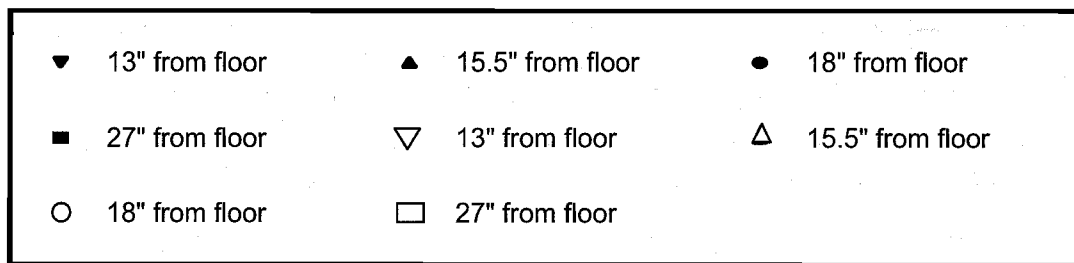 13" from floor 15.5" from floor 18" from floor
27" from floor 13" from floor 15.5" from floor
18" from floor 27" from floor